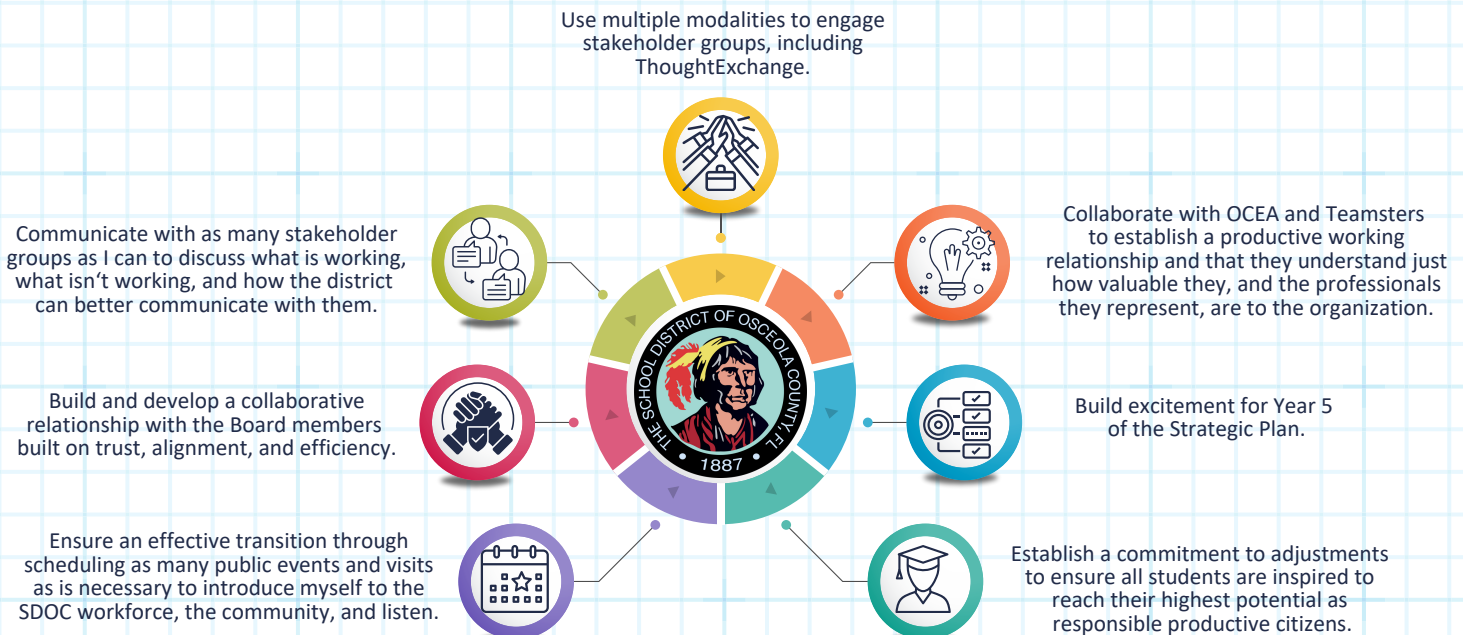 Use multiple modalities to engage
stakeholder groups, including
ThoughtExchange.
Communicate with as many stakeholder
groups as I can to discuss what is working,
what isn‘t working, and how the district
can better communicate with them.
Collaborate with OCEA and Teamsters
to establish a productive working
relationship and that they understand just
how valuable they, and the professionals
they represent, are to the organization.
THE SCHOOL DISTRICT OF OSCEOLA COUNTY, FL
• 1887 •
Build and develop a collaborative
relationship with the Board members
built on trust, alignment, and efficiency.
Build excitement for Year 5
of the Strategic Plan.
Ensure an effective transition through
scheduling as many public events and visits
as is necessary to introduce myself to the
SDOC workforce, the community, and listen.
Establish a commitment to adjustments
to ensure all students are inspired to
reach their highest potential as
responsible productive citizens.